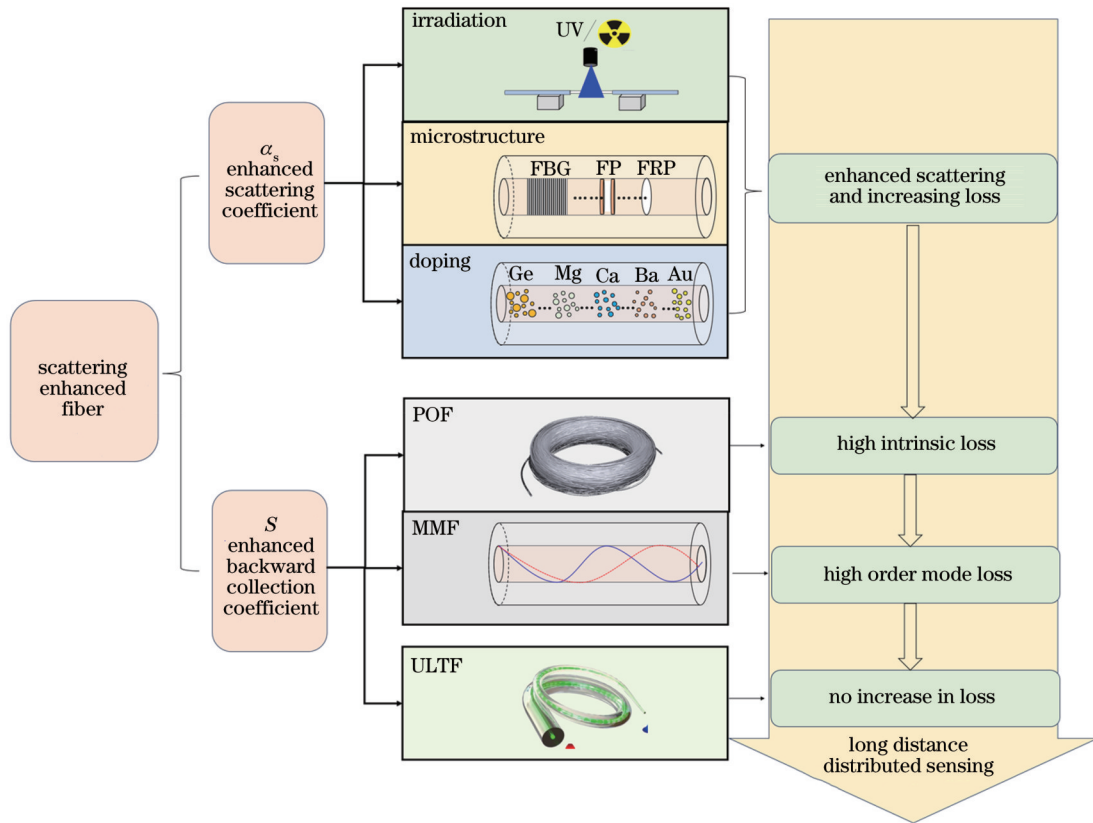 irradiation
UV/
microstructure
FBG
FP
FRP
doping
Ge
Mg
Ca
Ba
Au
αs
enhanced
scattering
coefficient
scattering
enhanced
fiber
S
enhanced
backward
collection
coefficient
POF
MMF
ULTF
enhanced scattering
and increasing loss
high intrinsic loss
high order mode loss
no increase in loss
long distance
distributed sensing